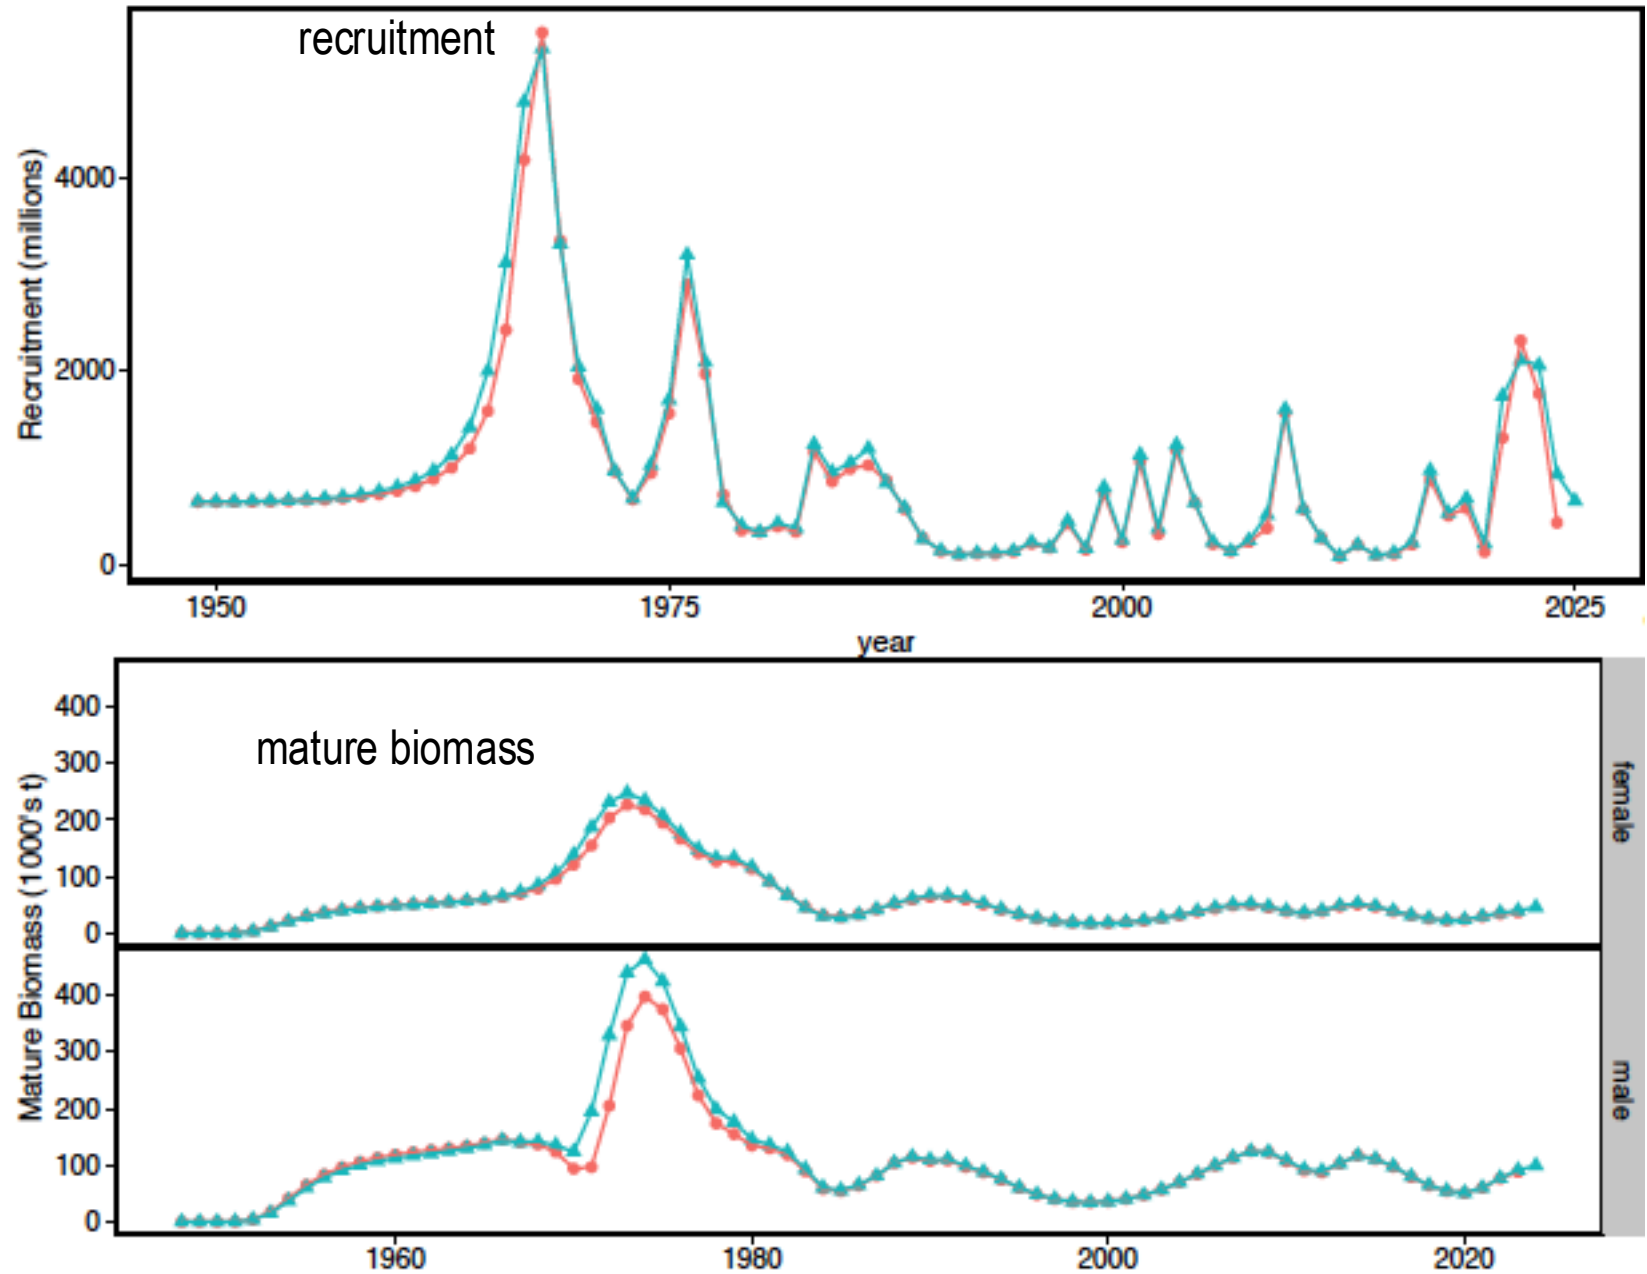 recruitment
Recruitment (millions)
4000
2000
0
1950 1975 2000 2025
year
mature biomass
Mature Biomass (1000's t)
400
300
200
100
0
female
400
300
200
100
0
male
1960 1980 2000 2020